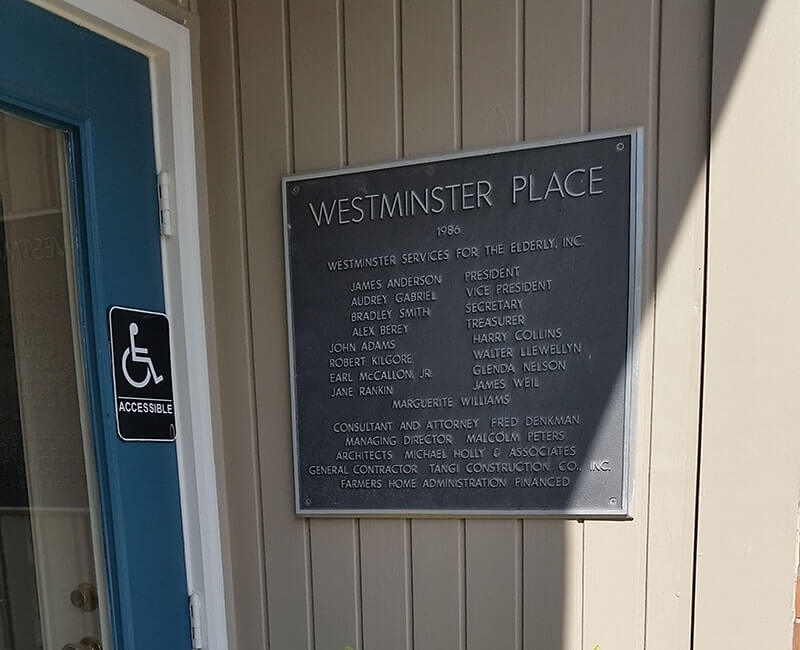 WESTMINSTER PLACE
1986
WESTMINSTER SERVICES FOR THE ELDERLY, INC.
JAMES ANDERSON PRESIDENT
AUDREY GABRIEL VICE PRESIDENT
BRADLEY SMITH SECRETARY
ALEX BEREY TREASURER
JOHN ADAMS HARRY COLLINS
ROBERT KILGORE WALTER LLEWELLYN
EARL McCALLON, JR. GLENDA NELSON
JANE RANKIN JAMES WEIL
MARGUERITE WILLIAMS
CONSULTANT AND ATTORNEY FRED DENKMAN
MANAGING DIRECTOR MALCOLM PETERS
ARCHITECTS MICHAEL HOLLY & ASSOCIATES
GENERAL CONTRACTOR TANGI CONSTRUCTION CO., INC.
FARMERS HOME ADMINISTRATION FINANCED
ACCESSIBLE